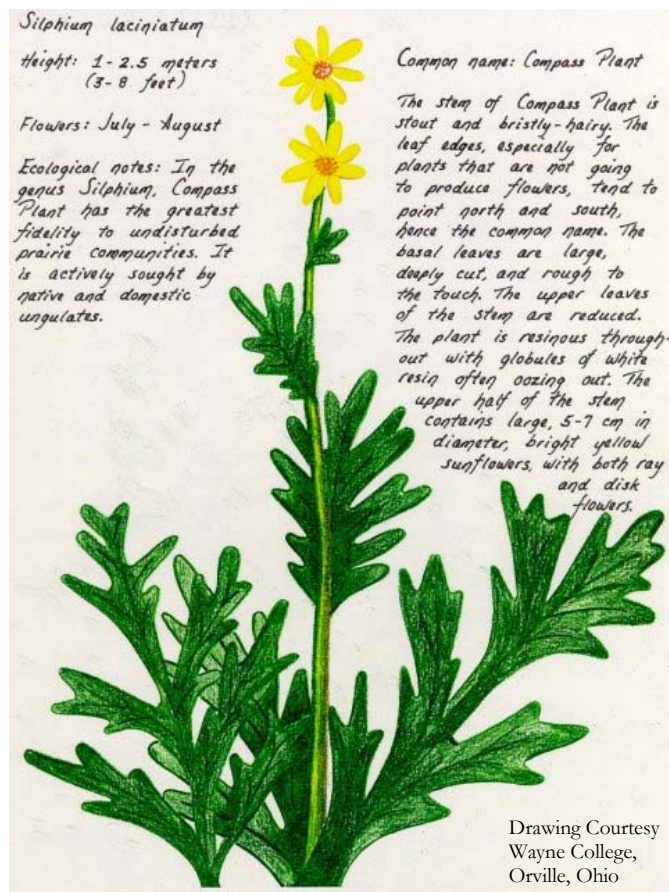 Silphium laciniatum
Height: 1-2.5 meters
(3-8 feet)
Flowers: July - August
Ecological notes: In the
genus Silphium, Compass
Plant has the greatest
fidelity to undisturbed
prairie communities. It
is actively sought by
native and domestic
ungulates.
Common name: Compass Plant
The stem of Compass Plant is
stout and bristly-hairy. The
leaf edges, especially for
plants that are not going
to produce flowers, tend to
point north and south,
hence the common name. The
basal leaves are large,
deeply cut, and rough to
the touch. The upper leaves
of the stem are reduced.
The plant is resinous through-
out with globules of white
resin often oozing out. The
upper half of the stem
contains large, 5-7 cm in
diameter, bright yellow
sunflowers, with both ray
and disk
flowers.
Drawing Courtesy
Wayne College,
Orville, Ohio